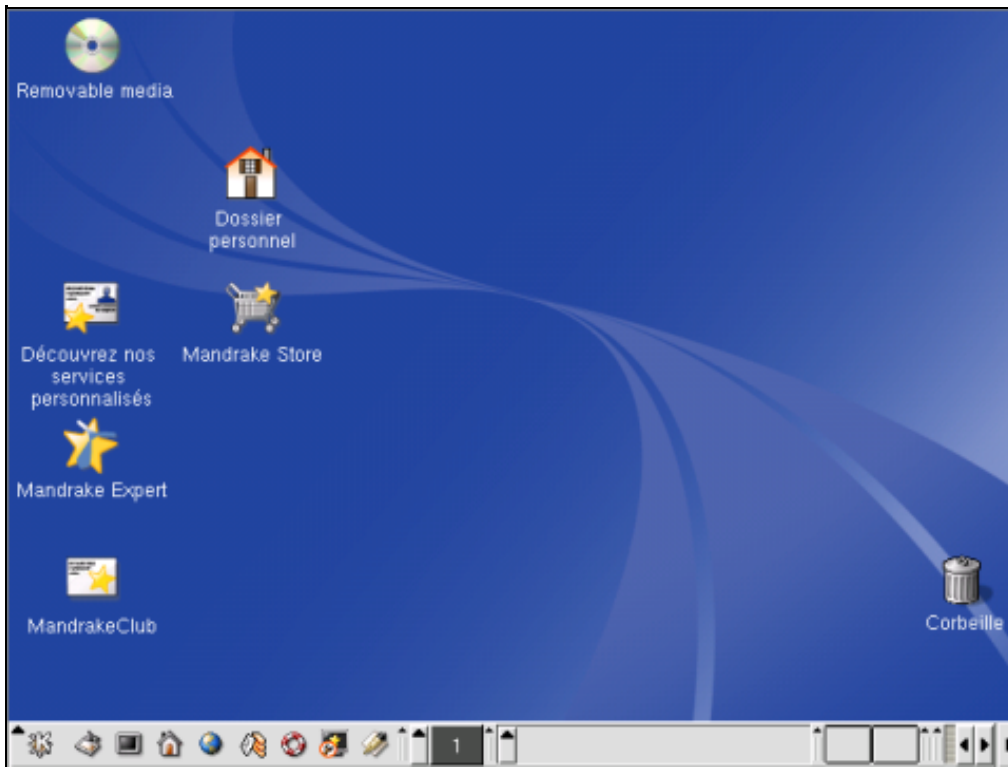 Removable media
Dossier
personnel
Découvrez nos
services
personnalisés
Mandrake Store
Mandrake Expert
MandrakeClub
Corbeille
1